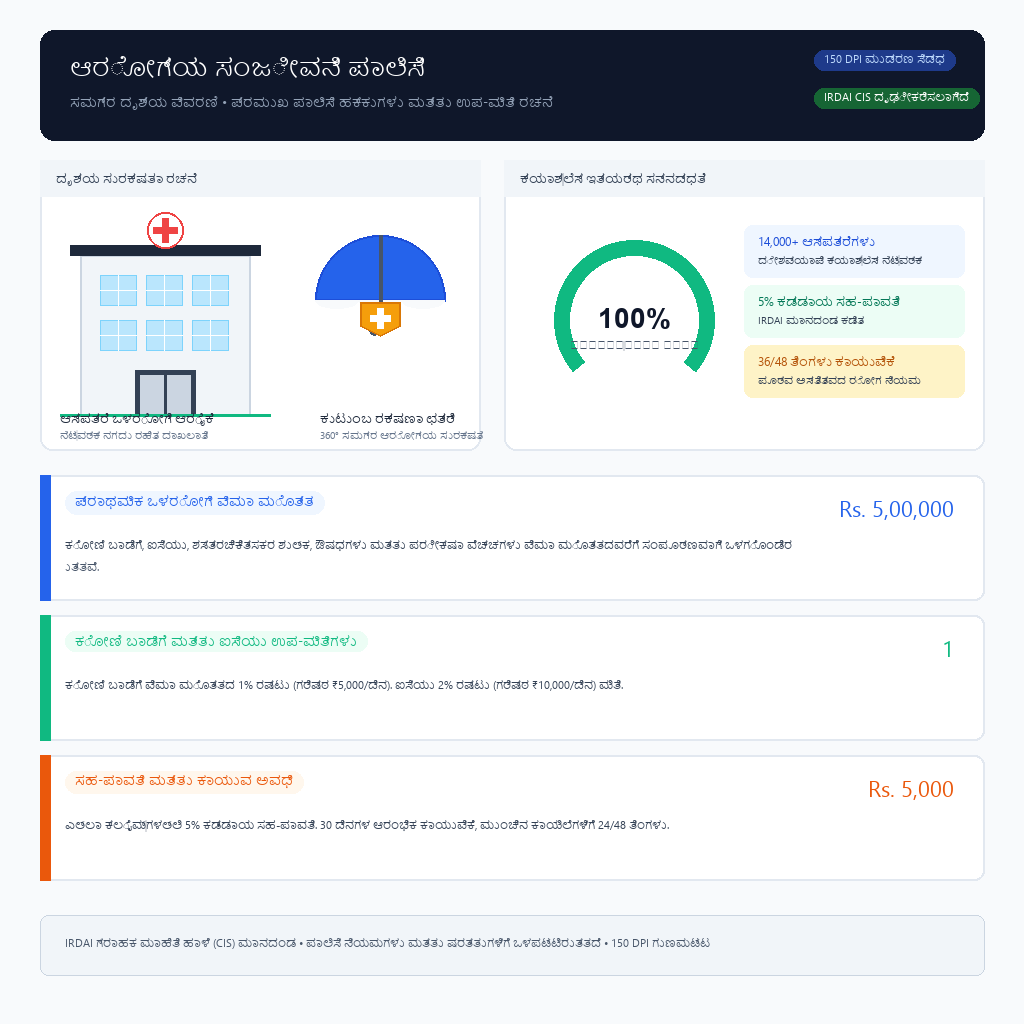 ಆರೋಗ್ಯ ಸಂಜೀವನಿ ಪಾಲಿಸಿ
150 DPI ಮುದ್ರಣ ಸಿದ್ಧ
ಸಮಗ್ರ ದೃಶ್ಯ ವಿವರಣೆ • ಪ್ರಮುಖ ಪಾಲಿಸಿ ಹಕ್ಕುಗಳು ಮತ್ತು ಉಪ-ಮಿತಿ ರಚನೆ
IRDAI CIS ದೃಢೀಕರಿಸಲಾಗಿದೆ
ದೃಶ್ಯ ಸುರಕ್ಷತಾ ರಚನೆ
ಆಸ್ಪತ್ರೆ ಒಳರೋಗಿ ಆರೈಕೆ
ನೆಟ್‌ವರ್ಕ್ ನಗದು ರಹಿತ ದಾಖಲಾತಿ
ಕುಟುಂಬ ರಕ್ಷಣಾ ಛತ್ರಿ
360° ಸಮಗ್ರ ಆರೋಗ್ಯ ಸುರಕ್ಷತೆ
ಕ್ಯಾಶ್‌ಲೆಸ್ ಇತ್ಯರ್ಥ ಸನ್ನದ್ಧತೆ
100%
14,000+ ಆಸ್ಪತ್ರೆಗಳು
ದೇಶವ್ಯಾಪಿ ಕ್ಯಾಶ್‌ಲೆಸ್ ನೆಟ್‌ವರ್ಕ್
5% ಕಡ್ಡಾಯ ಸಹ-ಪಾವತಿ
IRDAI ಮಾನದಂಡ ಕಡಿತ
36/48 ತಿಂಗಳು ಕಾಯುವಿಕೆ
ಪೂರ್ವ ಅಸ್ತಿತ್ವದ ರೋಗ ನಿಯಮ
ಪ್ರಾಥಮಿಕ ಒಳರೋಗಿ ವಿಮಾ ಮೊತ್ತ
Rs. 5,00,000
ಕೋಣೆ ಬಾಡಿಗೆ, ಐಸಿಯು, ಶಸ್ತ್ರಚಿಕಿತ್ಸಕರ ಶುಲ್ಕ, ಔಷಧಗಳು ಮತ್ತು ಪರೀಕ್ಷಾ ವೆಚ್ಚಗಳು ವಿಮಾ ಮೊತ್ತದವರೆಗೆ ಸಂಪೂರ್ಣವಾಗಿ ಒಳಗೊಂಡಿರ
ುತ್ತವೆ.
ಕೋಣೆ ಬಾಡಿಗೆ ಮತ್ತು ಐಸಿಯು ಉಪ-ಮಿತಿಗಳು
1
ಕೋಣೆ ಬಾಡಿಗೆ ವಿಮಾ ಮೊತ್ತದ 1% ರಷ್ಟು (ಗರಿಷ್ಠ ₹5,000/ದಿನ). ಐಸಿಯು 2% ರಷ್ಟು (ಗರಿಷ್ಠ ₹10,000/ದಿನ) ಮಿತಿ.
ಸಹ-ಪಾವತಿ ಮತ್ತು ಕಾಯುವ ಅವಧಿ
Rs. 5,000
ಎಲ್ಲಾ ಕ್ಲೈಮ್‌ಗಳಲ್ಲಿ 5% ಕಡ್ಡಾಯ ಸಹ-ಪಾವತಿ. 30 ದಿನಗಳ ಆರಂಭಿಕ ಕಾಯುವಿಕೆ, ಮುಂಚಿನ ಕಾಯಿಲೆಗಳಿಗೆ 24/48 ತಿಂಗಳು.
IRDAI ಗ್ರಾಹಕ ಮಾಹಿತಿ ಹಾಳೆ (CIS) ಮಾನದಂಡ • ಪಾಲಿಸಿ ನಿಯಮಗಳು ಮತ್ತು ಷರತ್ತುಗಳಿಗೆ ಒಳಪಟ್ಟಿರುತ್ತದೆ • 150 DPI ಗುಣಮಟ್ಟ